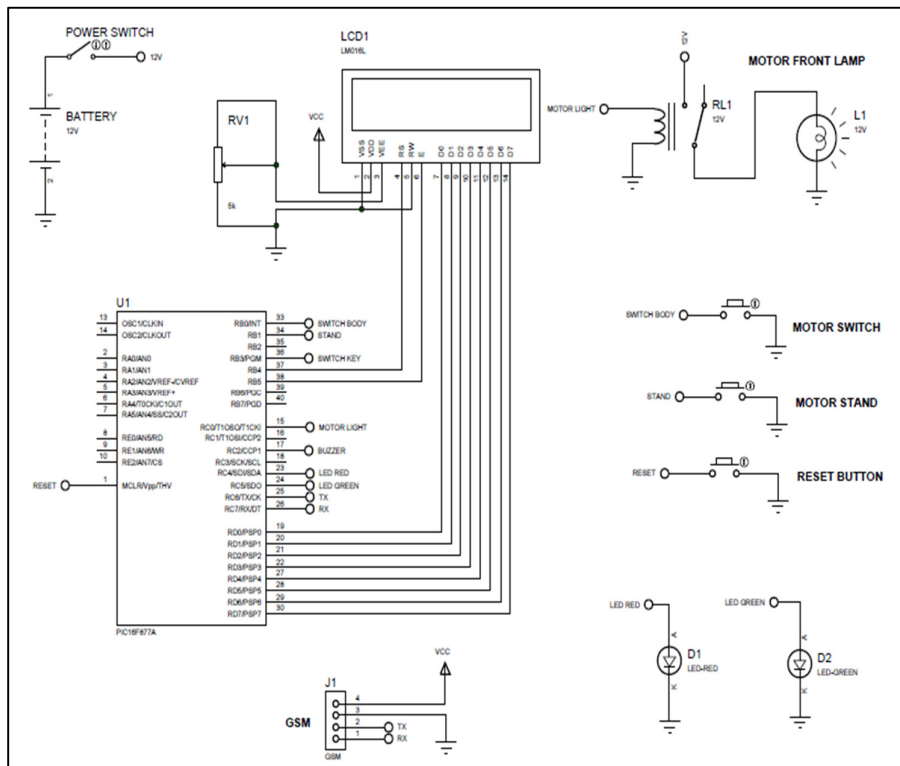 POWER SWITCH
12V
BATTERY
12V
1
2
LCD1
LM016L
RV1
5k
VCC
VSS
VDD
VEE
RS
RW
E
D0
D1
D2
D3
D4
D5
D6
D7
1
2
3
4
5
6
7
8
9
10
11
12
13
14
12V
MOTOR FRONT LAMP
MOTOR LIGHT
RL1
12V
L1
12V
U1
13 OSC1/CLKIN
14 OSC2/CLKOUT
2 RA0/AN0
3 RA1/AN1
4 RA2/AN2/VREF-/CVREF
5 RA3/AN3/VREF+
6 RA4/T0CKI/C1OUT
7 RA5/AN4/SS/C2OUT
8 RE0/AN5/RD
9 RE1/AN6/WR
10 RE2/AN7/CS
RESET 1 MCLR/Vpp/THV
RB0/INT 33 SWITCH BODY
RB1 34 STAND
RB2 35
RB3/PGM 36 SWITCH KEY
RB4 37
RB5 38
RB6/PGC 39
RB7/PGD 40
RC0/T1OSO/T1CKI 15 MOTOR LIGHT
RC1/T1OSI/CCP2 16
RC2/CCP1 17 BUZZER
RC3/SCK/SCL 18
RC4/SDI/SDA 23 LED RED
RC5/SDO 24 LED GREEN
RC6/TX/CK 25 TX
RC7/RX/DT 26 RX
RD0/PSP0 19
RD1/PSP1 20
RD2/PSP2 21
RD3/PSP3 22
RD4/PSP4 27
RD5/PSP5 28
RD6/PSP6 29
RD7/PSP7 30
PIC16F877A
SWITCH BODY
MOTOR SWITCH
STAND
MOTOR STAND
RESET
RESET BUTTON
LED RED
A
D1
LED-RED
K
LED GREEN
A
D2
LED-GREEN
K
VCC
J1
GSM
4
3
2 TX
1 RX
GSM